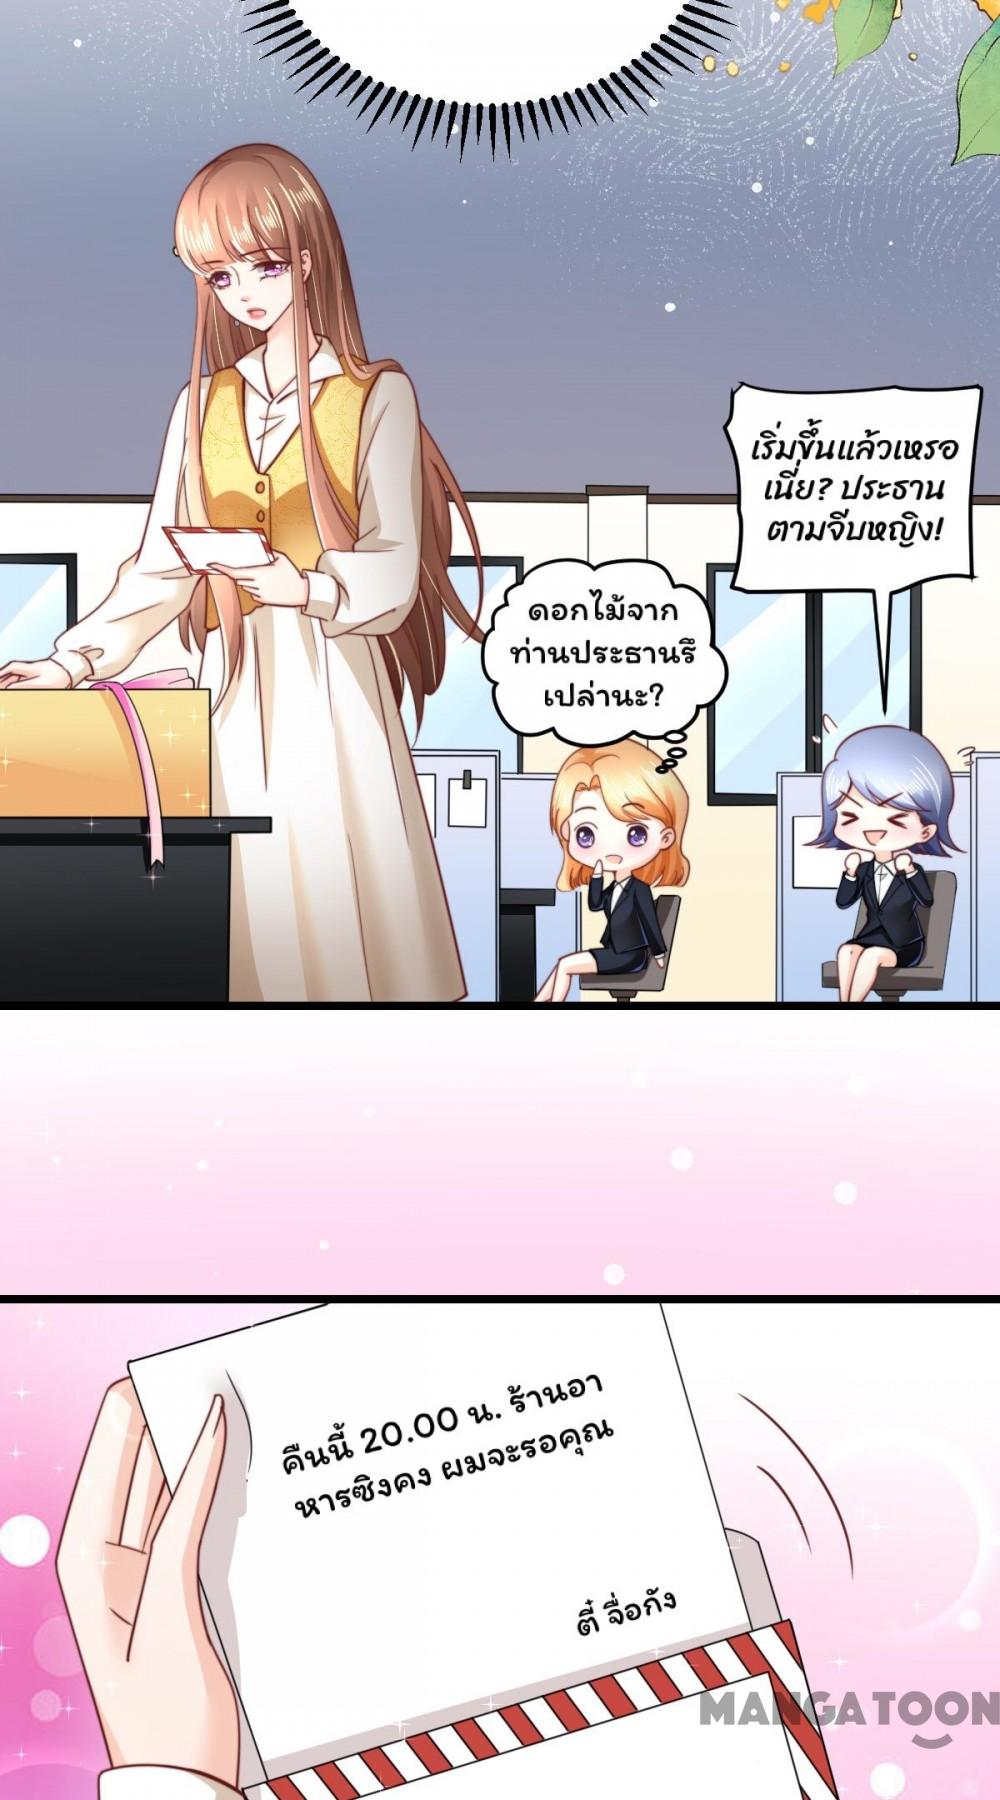 เริ่มขึ้นแล้วเหรอ
เนี่ย? ประธาน
ตามจีบหญิง!
ดอกไม้จาก
ท่านประธานรึ
เปล่านะ?
คืนนี้ 20.00 น. ร้านอา
หารซิงคง ผมจะรอคุณ
ตี๋ จื่อกัง
MANGATOON